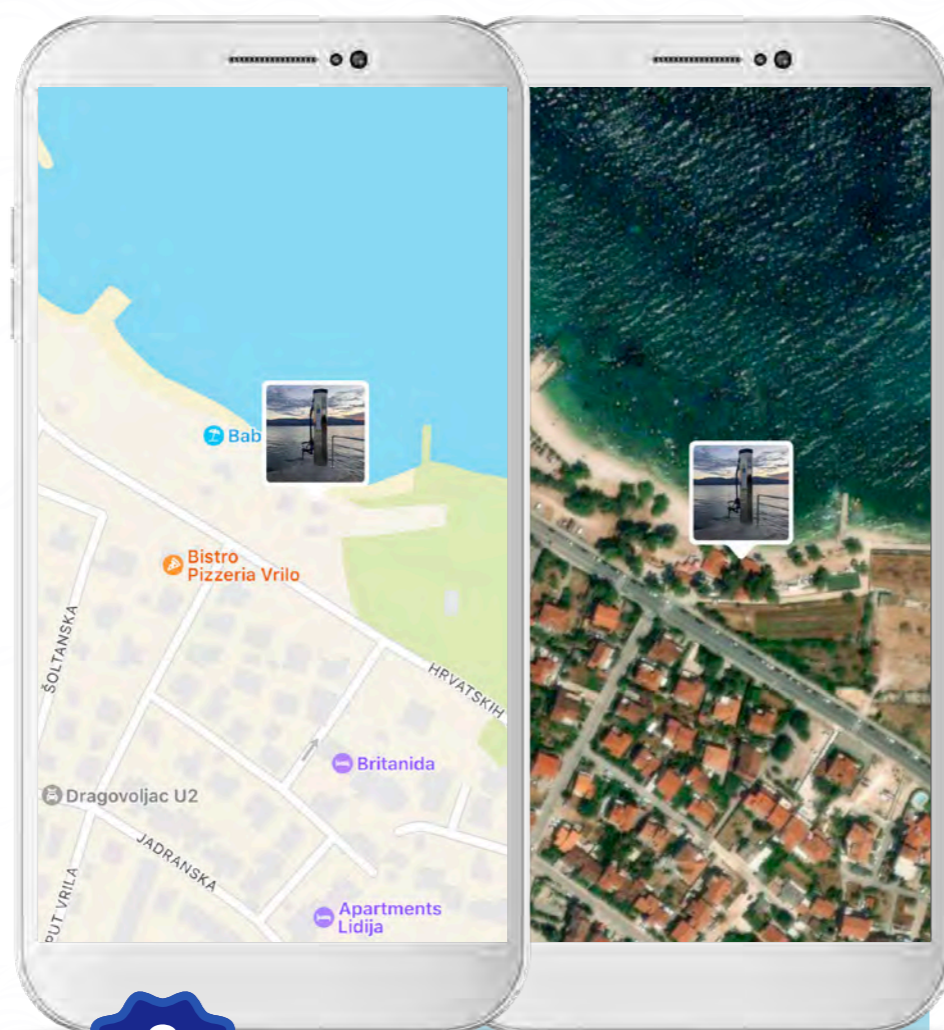 Bab
Bistro
Pizzeria Vrilo
ŠOLTANSKA
HRVATSKIH
Britanida
Dragovoljac U2
JADRANSKA
PUT VRILA
Apartments
Lidija